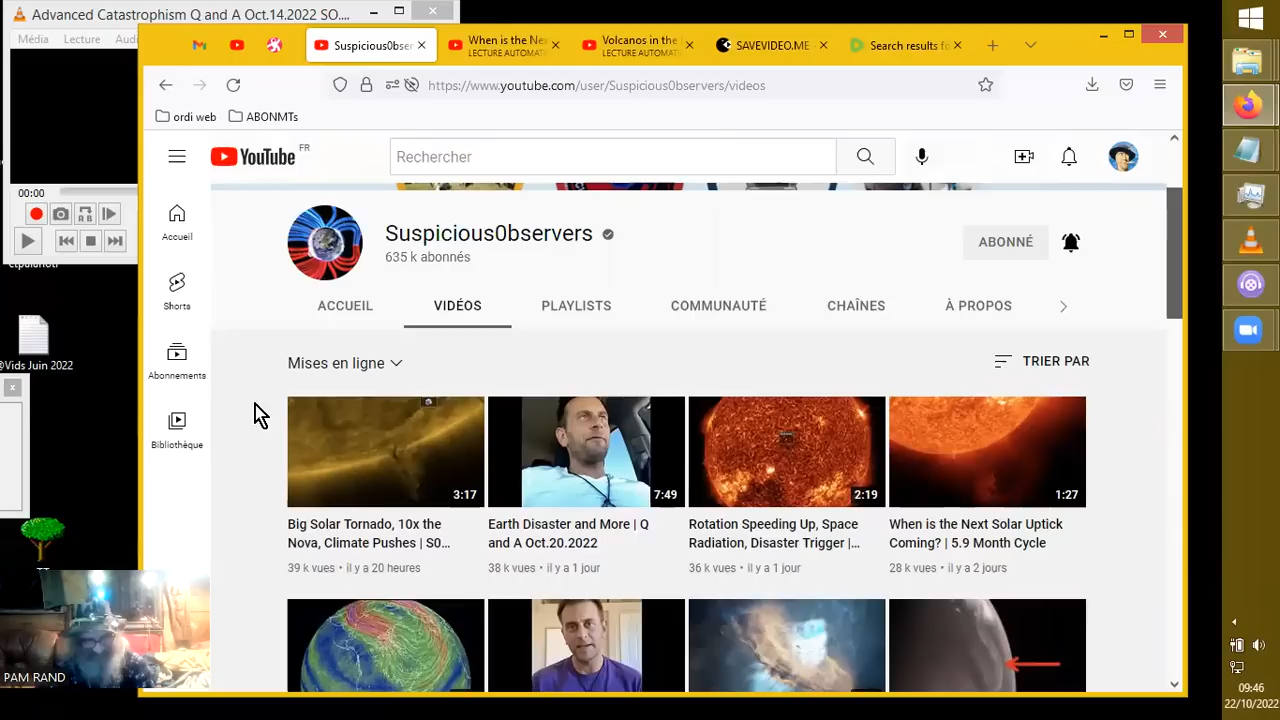 Advanced Catastrophism Q and A Oct.14.2022 SO....
Média Lecture
00:00
@Vids Juin 2022
PAM RAND
Suspicious0bser
When is the Ne
LECTURE AUTOMAT
Volcanos in the
LECTURE AUTOMAT
SAVEVIDEO.ME
Search results fo
https://www.youtube.com/user/Suspicious0bservers/videos
ordi web
ABONMTs
YouTube FR
Rechercher
Accueil
Shorts
Abonnements
Bibliothèque
Suspicious0bservers
635 k abonnés
ABONNÉ
ACCUEIL VIDÉOS PLAYLISTS COMMUNAUTÉ CHAÎNES À PROPOS
Mises en ligne
TRIER PAR
3:17
Big Solar Tornado, 10x the
Nova, Climate Pushes | S0...
39 k vues • il y a 20 heures
7:49
Earth Disaster and More | Q
and A Oct.20.2022
38 k vues • il y a 1 jour
2:19
Rotation Speeding Up, Space
Radiation, Disaster Trigger |...
36 k vues • il y a 1 jour
1:27
When is the Next Solar Uptick
Coming? | 5.9 Month Cycle
28 k vues • il y a 2 jours
09:46
22/10/2022